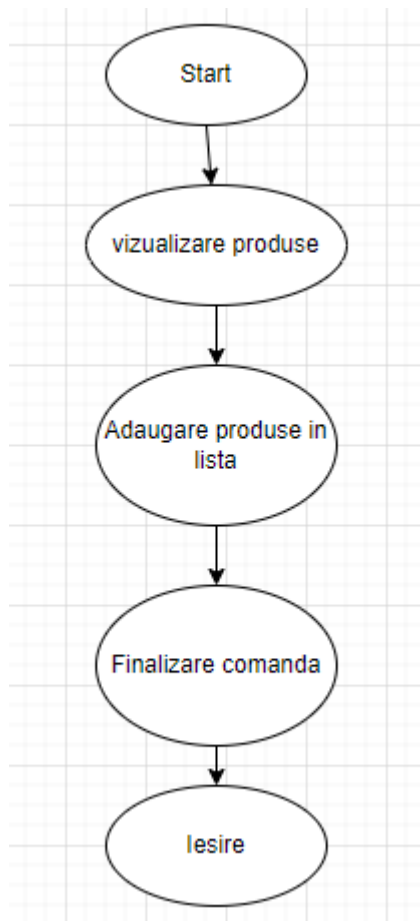 Start
vizualizare produse
Adaugare produse in
lista
Finalizare comanda
Iesire